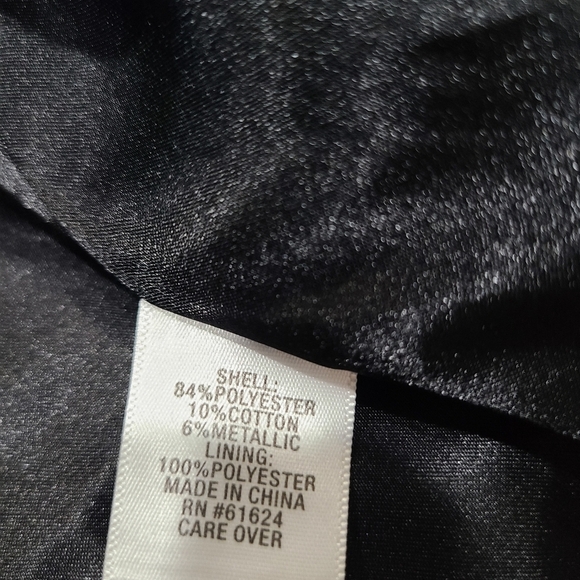 SHELL:
84%POLYESTER
10%COTTON
6%METALLIC
LINING:
100%POLYESTER
MADE IN CHINA
RN #61624
CARE OVER